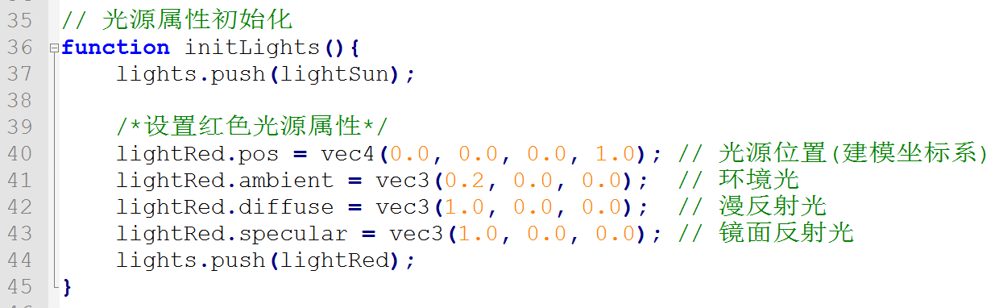 35 // 光源属性初始化
36 function initLights(){
37 lights.push(lightSun);
38
39 /*设置红色光源属性*/
40 lightRed.pos = vec4(0.0, 0.0, 0.0, 1.0); // 光源位置(建模坐标系)
41 lightRed.ambient = vec3(0.2, 0.0, 0.0); // 环境光
42 lightRed.diffuse = vec3(1.0, 0.0, 0.0); // 漫反射光
43 lightRed.specular = vec3(1.0, 0.0, 0.0); // 镜面反射光
44 lights.push(lightRed);
45 }